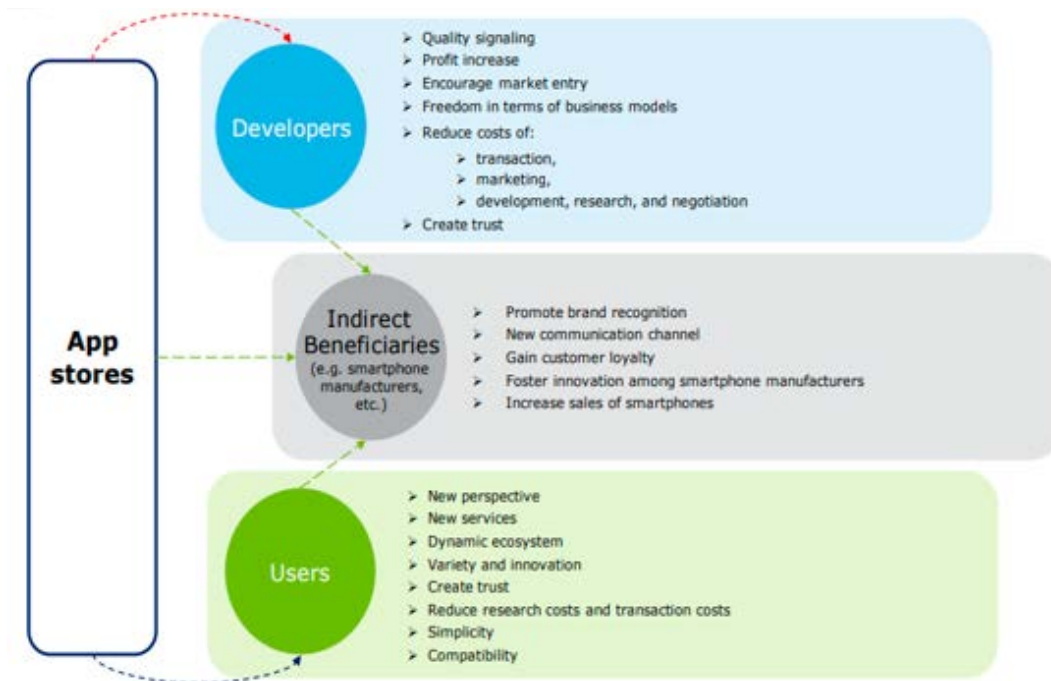 App
stores
Developers
➢ Quality signaling
➢ Profit increase
➢ Encourage market entry
➢ Freedom in terms of business models
➢ Reduce costs of:
➢ transaction,
➢ marketing,
➢ development, research, and negotiation
➢ Create trust
Indirect
Beneficiaries
(e.g. smartphone
manufacturers,
etc.)
➢ Promote brand recognition
➢ New communication channel
➢ Gain customer loyalty
➢ Foster innovation among smartphone manufacturers
➢ Increase sales of smartphones
Users
➢ New perspective
➢ New services
➢ Dynamic ecosystem
➢ Variety and innovation
➢ Create trust
➢ Reduce research costs and transaction costs
➢ Simplicity
➢ Compatibility